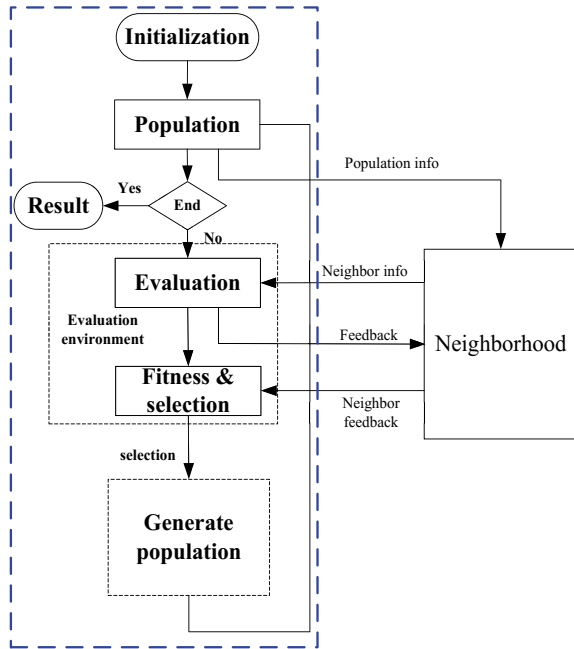 Initialization
Population
Population info
Yes
End
Result
No
Neighbor info
Evaluation
Evaluation
environment
Feedback
Neighborhood
Fitness &
selection
Neighbor
feedback
selection
Generate
population